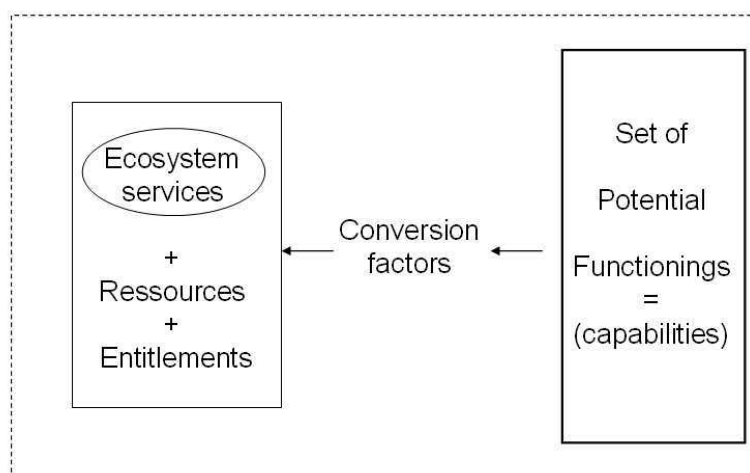 Ecosystem
services
+
Ressources
+
Entitlements
Conversion
factors
Set of
Potential
Functionings
=
(capabilities)